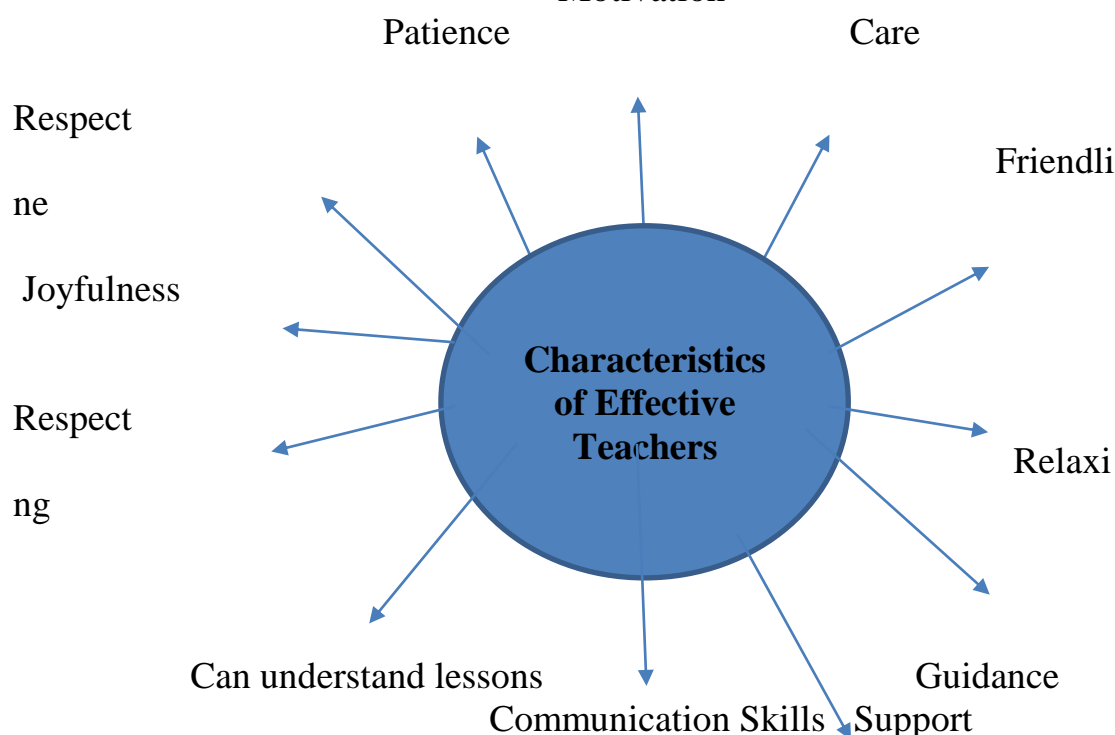 Patience Care
Respect
Friendli
ne
Joyfulness
Characteristics
of Effective
Teachers
Respect
Relaxi
ng
Can understand lessons Guidance
Communication Skills Support